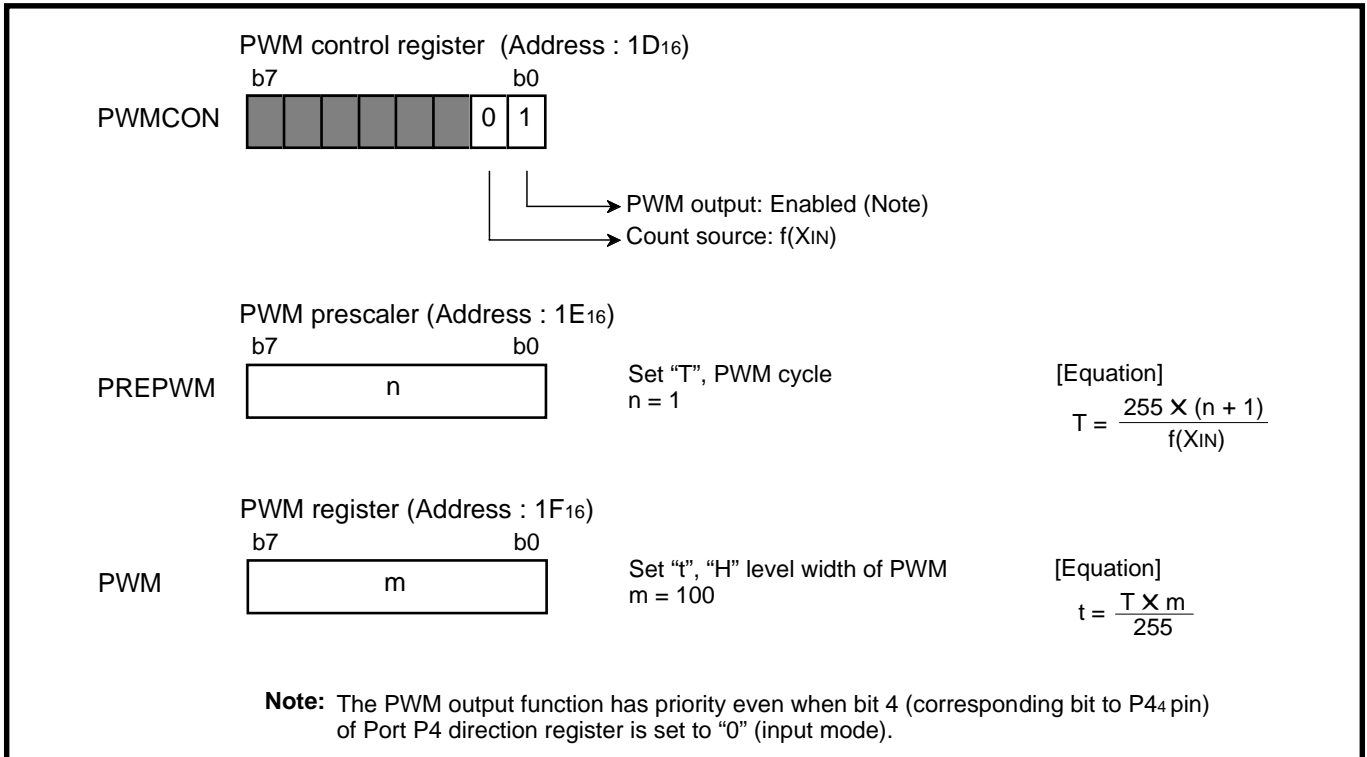 PWM control register (Address : 1D16)
b7 b0
PWMCON 0 1
PWM output: Enabled (Note)
Count source: f(XIN)
PWM prescaler (Address : 1E16)
b7 b0
PREPWM n
Set “T”, PWM cycle
n = 1
[Equation]
T = 255 X (n + 1)
f(XIN)
PWM register (Address : 1F16)
b7 b0
PWM m
Set “t”, “H” level width of PWM
m = 100
[Equation]
t = T X m
255
Note: The PWM output function has priority even when bit 4 (corresponding bit to P44 pin)
of Port P4 direction register is set to “0” (input mode).